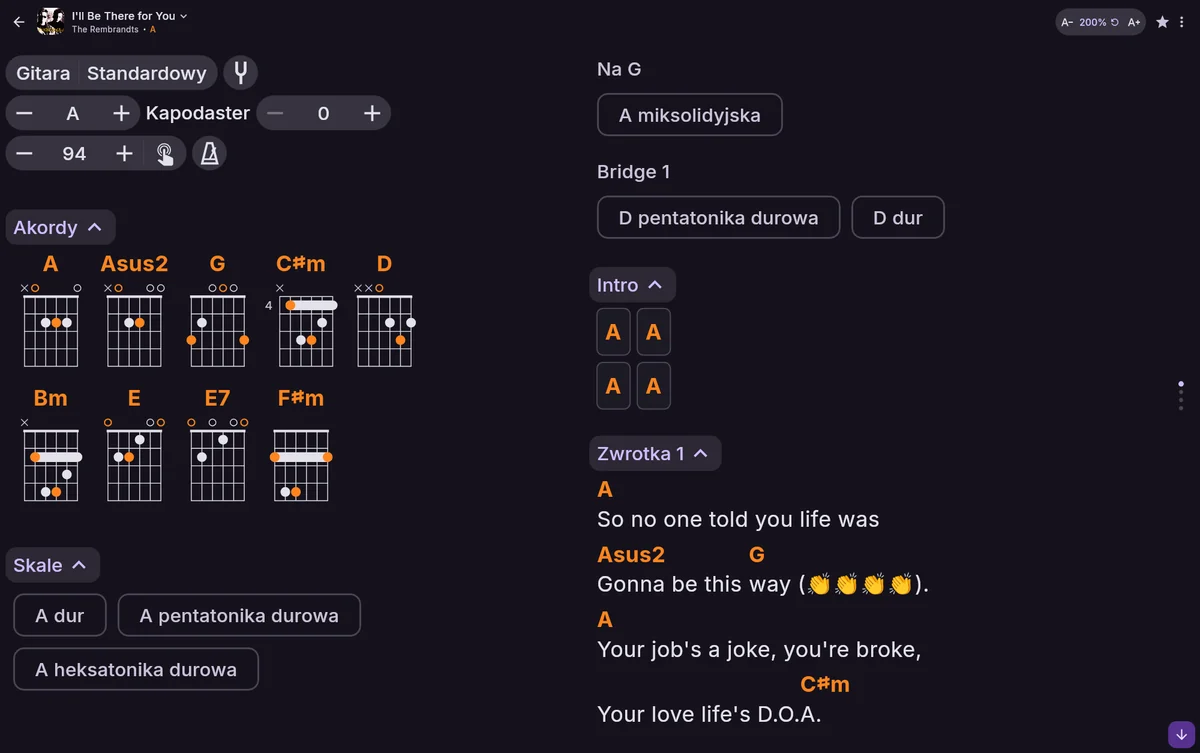 I'll Be There for You
The Rembrandts • A
A- 200% A+
Gitara Standardowy
A Kapodaster 0
94
Akordy
A Asus2 G C♯m D
4
Bm E E7 F♯m
Skale
A dur A pentatonika durowa
A heksatonika durowa
Na G
A miksolidyjska
Bridge 1
D pentatonika durowa D dur
Intro
A A
A A
Zwrotka 1
A
So no one told you life was
Asus2 G
Gonna be this way (👏👏👏👏).
A
Your job's a joke, you're broke,
C♯m
Your love life's D.O.A.